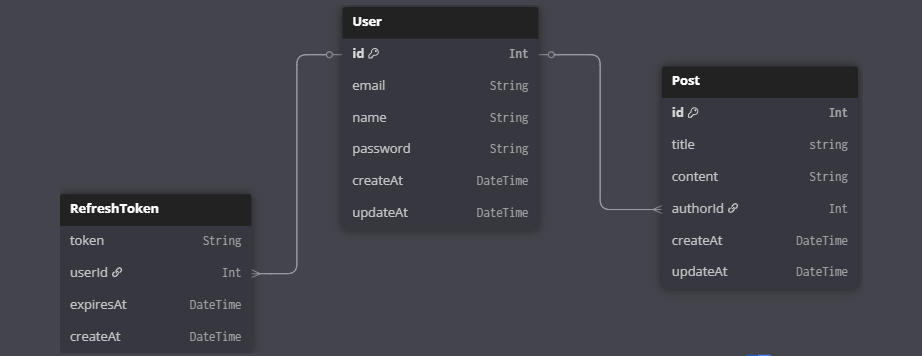 User
id Int
email String
name String
password String
createAt DateTime
updateAt DateTime
Post
id Int
title string
content String
authorId Int
createAt DateTime
updateAt DateTime
RefreshToken
token String
userId Int
expiresAt DateTime
createAt DateTime